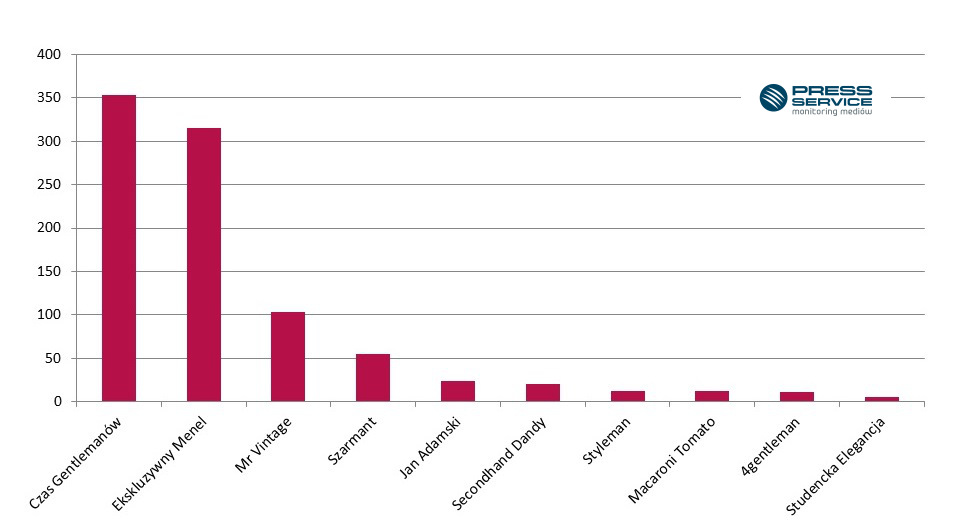 400
350
300
250
200
150
100
50
0
PRESS
SERVICE
monitoring mediów
Czas Gentlemanów
Ekskluzywny Menel
Mr Vintage
Szarmant
Jan Adamski
Secondhand Dandy
Styleman
Macaroni Tomato
4gentleman
Studencka Elegancja